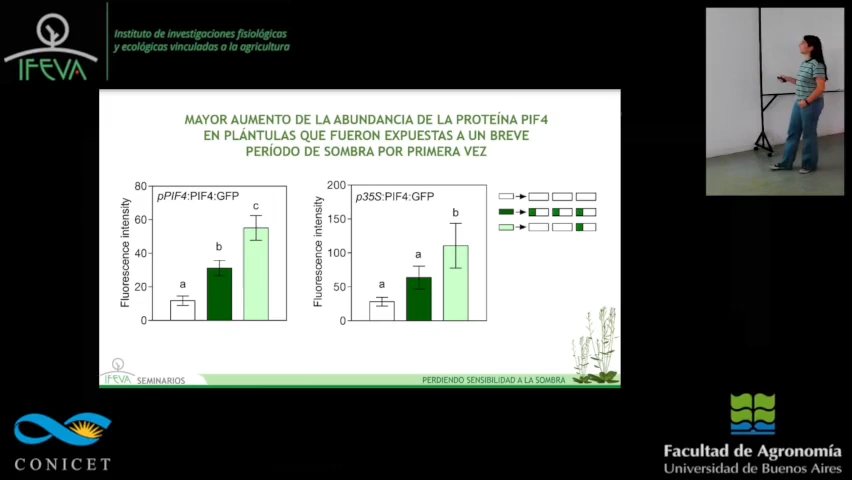 IFEVA
Instituto de investigaciones fisiológicas
y ecológicas vinculadas a la agricultura
MAYOR AUMENTO DE LA ABUNDANCIA DE LA PROTEÍNA PIF4
EN PLÁNTULAS QUE FUERON EXPUESTAS A UN BREVE
PERÍODO DE SOMBRA POR PRIMERA VEZ
Fluorescence intensity
80
60
40
20
0
pPIF4:PIF4:GFP
a
b
c
Fluorescence intensity
200
150
100
50
0
p35S:PIF4:GFP
a
a
b
IFEVA SEMINARIOS
PERDIENDO SENSIBILIDAD A LA SOMBRA
CONICET
Facultad de Agronomía
Universidad de Buenos Aires